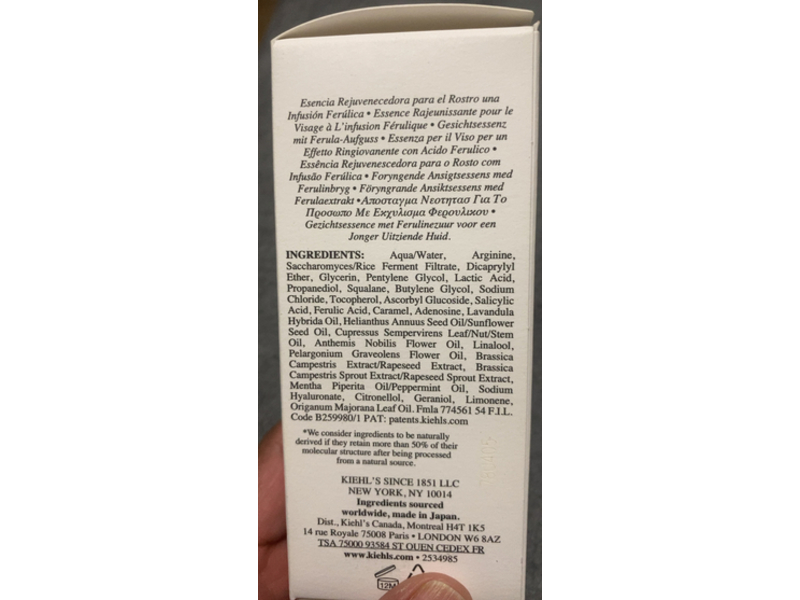 Esencia Rejuvenecedora para el Rostro una
Infusión Ferúlica • Essence Rajeunissante pour le
Visage à L'infusion Férulique • Gesichtsessenz
mit Ferula-Aufguss • Essenza per il Viso per un
Effetto Ringiovanente con Acido Ferulico •
Essência Rejuvenescedora para o Rosto com
Infusão Ferúlica • Foryngende Ansigtsessens med
Ferulinbryg • Föryngrande Ansiktsessens med
Ferulaextrakt • Αποσταγμα Νεοτητασ Για Το
Προσωπο Με Εκχυλισμα Φερουλικου •
Gezichtsessence met Ferulinezuur voor een
Jonger Uitziende Huid.
INGREDIENTS: Aqua/Water, Arginine,
Saccharomyces/Rice Ferment Filtrate, Dicaprylyl
Ether, Glycerin, Pentylene Glycol, Lactic Acid,
Propanediol, Squalane, Butylene Glycol, Sodium
Chloride, Tocopherol, Ascorbyl Glucoside, Salicylic
Acid, Ferulic Acid, Caramel, Adenosine, Lavandula
Hybrida Oil, Helianthus Annuus Seed Oil/Sunflower
Seed Oil, Cupressus Sempervirens Leaf/Nut/Stem
Oil, Anthemis Nobilis Flower Oil, Linalool,
Pelargonium Graveolens Flower Oil, Brassica
Campestris Extract/Rapeseed Extract, Brassica
Campestris Sprout Extract/Rapeseed Sprout Extract,
Mentha Piperita Oil/Peppermint Oil, Sodium
Hyaluronate, Citronellol, Geraniol, Limonene,
Origanum Majorana Leaf Oil. Fmla 774561 54 F.I.L.
Code B259980/1 PAT: patents.kiehls.com
*We consider ingredients to be naturally
derived if they retain more than 50% of their
molecular structure after being processed
from a natural source.
KIEHL'S SINCE 1851 LLC
NEW YORK, NY 10014
Ingredients sourced
worldwide, made in Japan.
Dist., Kiehl's Canada, Montreal H4T 1K5
14 rue Royale 75008 Paris • LONDON W6 8AZ
TSA 75000 93584 ST OUEN CEDEX FR
www.kiehls.com • 2534985
12M